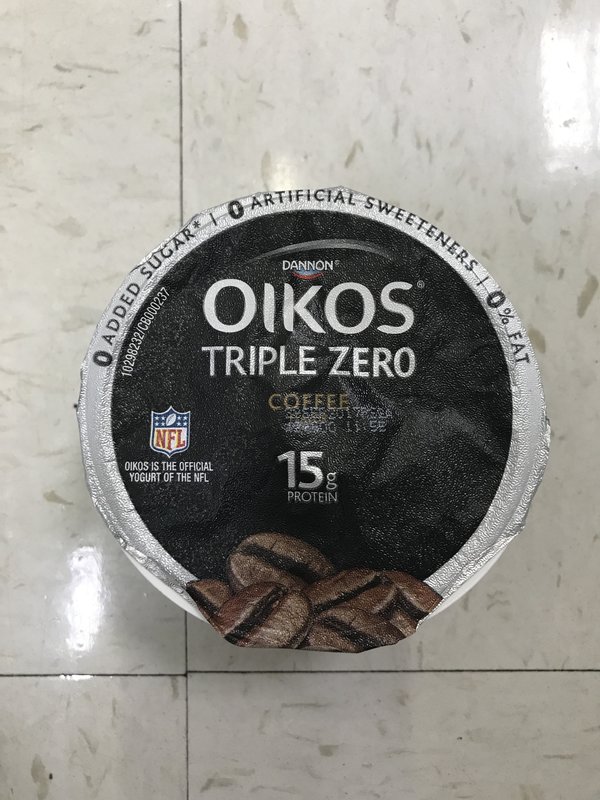 0 ADDED SUGAR* | 0 ARTIFICIAL SWEETENERS | 0% FAT
10298232/CB000237
DANNON®
OIKOS®
TRIPLE ZERO
COFFEE
15g
PROTEIN
NFL
OIKOS IS THE OFFICIAL
YOGURT OF THE NFL